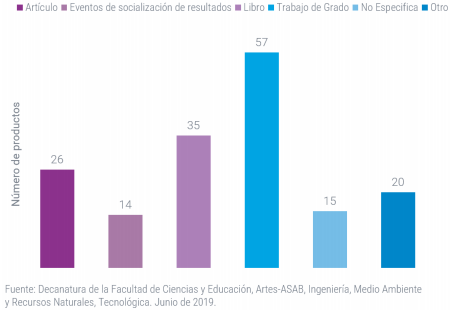 Artículo Eventos de socialización de resultados Libro Trabajo de Grado No Especifica Otro
Número de productos
26
14
35
57
15
20
Fuente: Decanatura de la Facultad de Ciencias y Educación, Artes-ASAB, Ingeniería, Medio Ambiente
y Recursos Naturales, Tecnológica. Junio de 2019.